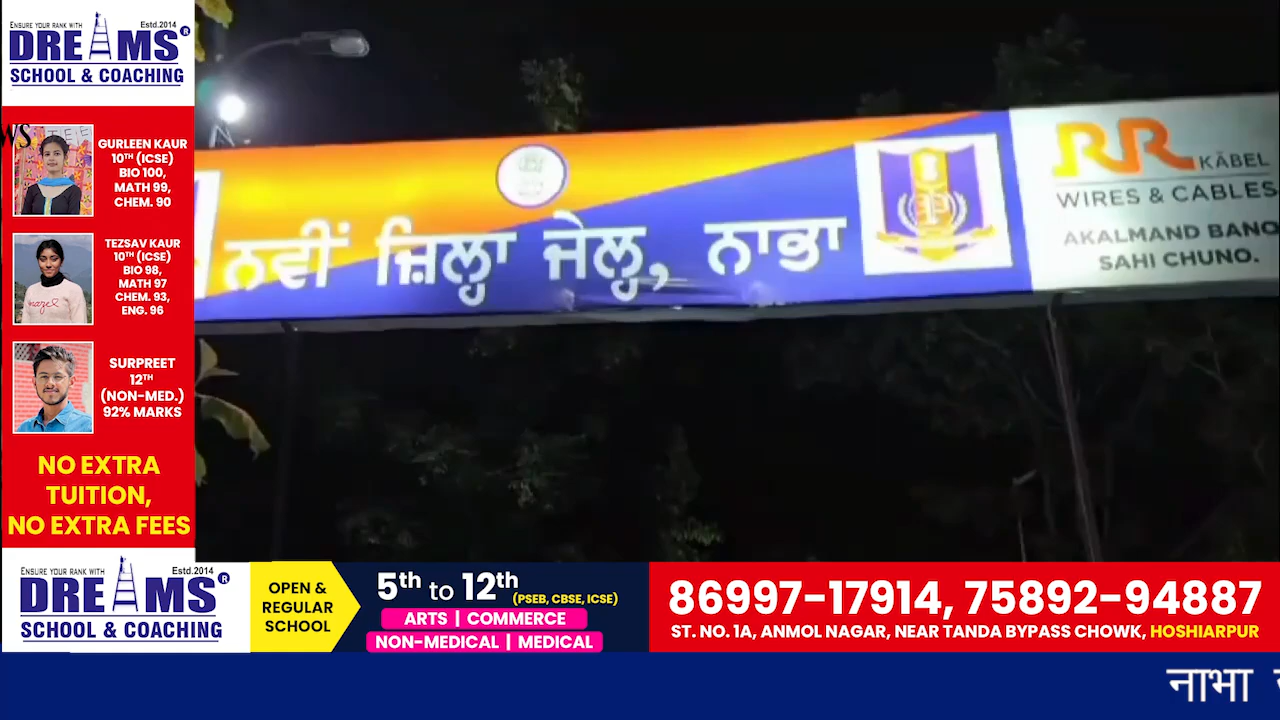 ENSURE YOUR RANK WITH Estd.2014
DREAMS®
SCHOOL & COACHING
WS
GURLEEN KAUR
10TH (ICSE)
BIO 100,
MATH 99,
CHEM. 90
TEZSAV KAUR
10TH (ICSE)
BIO 98,
MATH 97
CHEM. 93,
ENG. 96
SURPREET
12TH
(NON-MED.)
92% MARKS
NO EXTRA
TUITION,
NO EXTRA FEES
ਨਵੀਂ ਜ਼ਿਲ੍ਹਾ ਜੇਲ੍ਹ, ਨਾਭਾ
RR KĀBEL
WIRES & CABLES
AKALMAND BANO
SAHI CHUNO.
ENSURE YOUR RANK WITH Estd.2014
DREAMS®
SCHOOL & COACHING
OPEN &
REGULAR
SCHOOL
5th to 12th
(PSEB, CBSE, ICSE)
ARTS | COMMERCE
NON-MEDICAL | MEDICAL
86997-17914, 75892-94887
ST. NO. 1A, ANMOL NAGAR, NEAR TANDA BYPASS CHOWK, HOSHIARPUR
नाभा